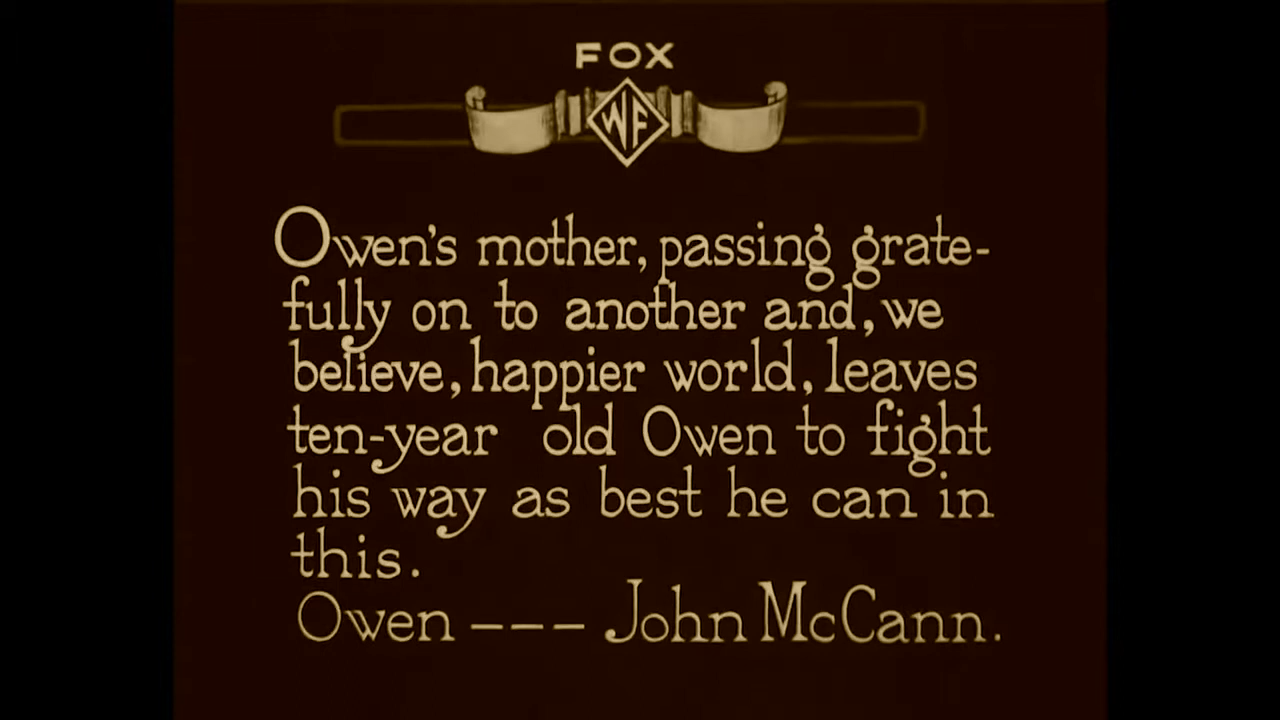 FOX
WF
Owen's mother, passing grate-
fully on to another and, we
believe, happier world, leaves
ten-year old Owen to fight
his way as best he can in
this.
Owen --- John McCann.